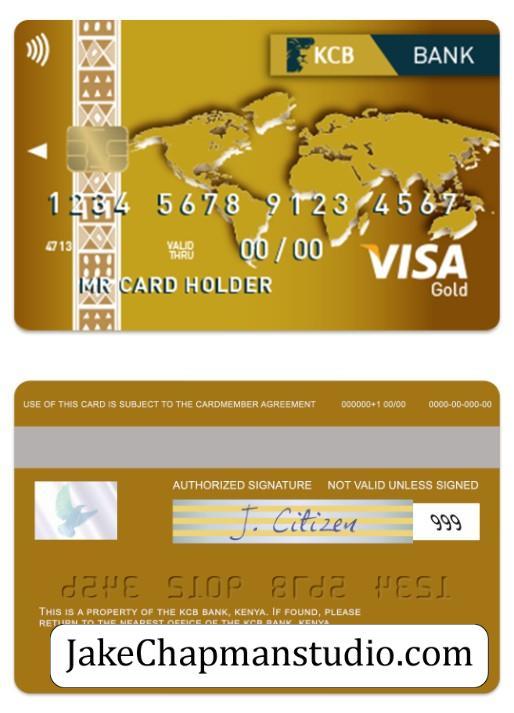 KCB BANK
1234 5678 9123 4567
4713 VALID THRU 00/00
MR CARD HOLDER
VISA
Gold
USE OF THIS CARD IS SUBJECT TO THE CARDMEMBER AGREEMENT 000000+1 00/00 0000-00-000-00
AUTHORIZED SIGNATURE NOT VALID UNLESS SIGNED
J. Citizen 999
THIS IS A PROPERTY OF THE KCB BANK, KENYA. IF FOUND, PLEASE
RETURN TO THE NEAREST OFFICE OF THE KCB BANK, KENYA
JakeChapmanstudio.com